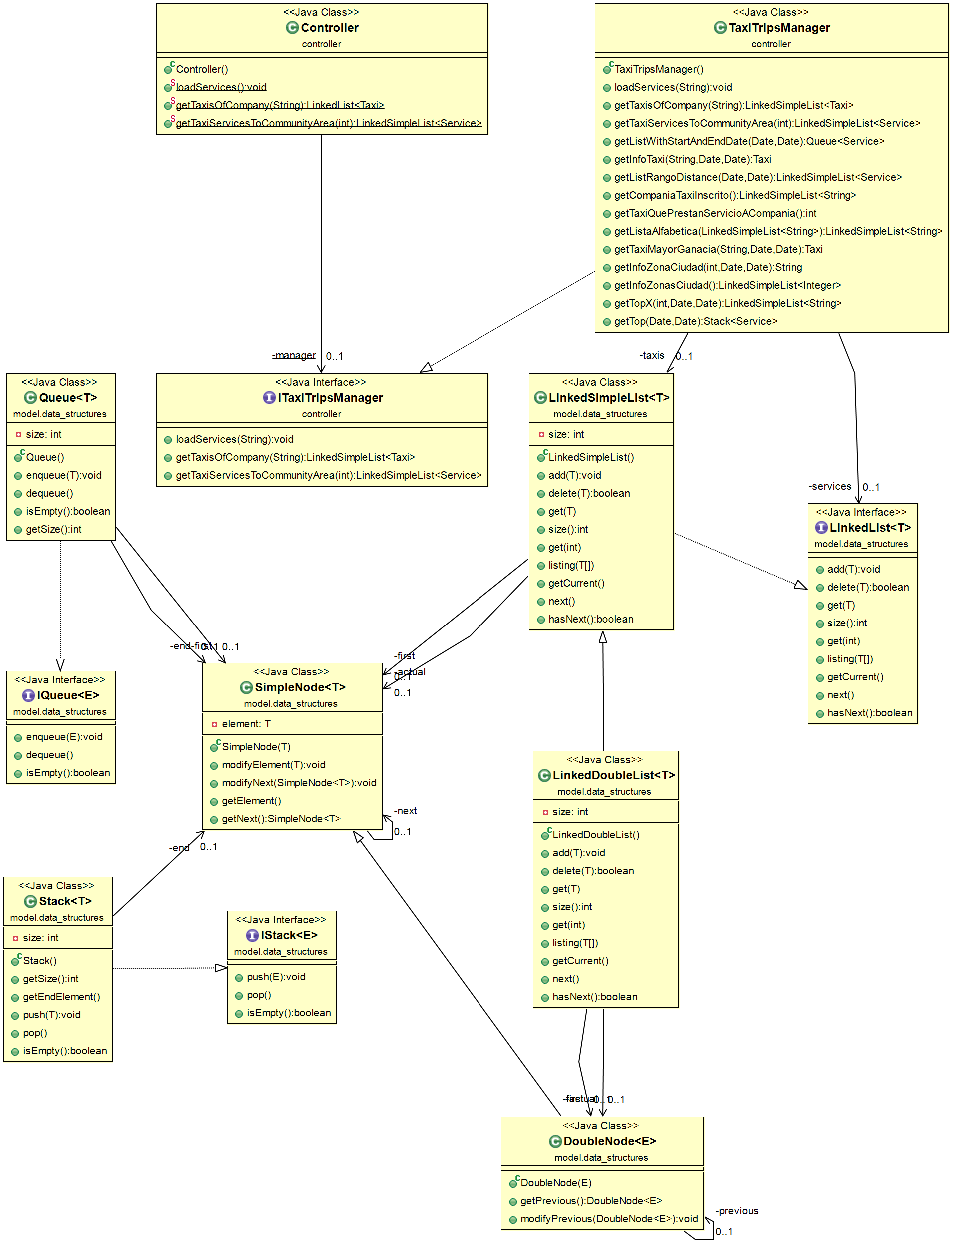 <<Java Class>>
Controller
controller
Controller()
loadServices():void
getTaxisOfCompany(String):LinkedList<Taxi>
getTaxiServicesToCommunityArea(int):LinkedSimpleList<Service>
<<Java Class>>
TaxiTripsManager
controller
TaxiTripsManager()
loadServices(String):void
getTaxisOfCompany(String):LinkedSimpleList<Taxi>
getTaxiServicesToCommunityArea(int):LinkedSimpleList<Service>
getListWithStartAndEndDate(Date,Date):Queue<Service>
getInfoTaxi(String,Date,Date):Taxi
getListRangoDistance(Date,Date):LinkedSimpleList<Service>
getCompaniaTaxiInscrito():LinkedSimpleList<String>
getTaxiQuePrestanServicioACompania():int
getListaAlfabetica(LinkedSimpleList<String>):LinkedSimpleList<String>
getTaxiMayorGanacia(String,Date,Date):Taxi
getInfoZonaCiudad(int,Date,Date):String
getInfoZonasCiudad():LinkedSimpleList<Integer>
getTopX(int,Date,Date):LinkedSimpleList<String>
getTop(Date,Date):Stack<Service>
-manager 0..1
-taxis 0..1
<<Java Class>>
Queue<T>
model.data_structures
size: int
Queue()
enqueue(T):void
dequeue()
isEmpty():boolean
getSize():int
<<Java Interface>>
ITaxiTripsManager
controller
loadServices(String):void
getTaxisOfCompany(String):LinkedSimpleList<Taxi>
getTaxiServicesToCommunityArea(int):LinkedSimpleList<Service>
<<Java Class>>
LinkedSimpleList<T>
model.data_structures
size: int
LinkedSimpleList()
add(T):void
delete(T):boolean
get(T)
size():int
get(int)
listing(T[])
getCurrent()
next()
hasNext():boolean
-services 0..1
<<Java Interface>>
LinkedList<T>
model.data_structures
add(T):void
delete(T):boolean
get(T)
size():int
get(int)
listing(T[])
getCurrent()
next()
hasNext():boolean
-end 0..1
-first
-actual
0..1
<<Java Interface>>
IQueue<E>
model.data_structures
enqueue(E):void
dequeue()
isEmpty():boolean
<<Java Class>>
SimpleNode<T>
model.data_structures
element: T
SimpleNode(T)
modifyElement(T):void
modifyNext(SimpleNode<T>):void
getElement()
getNext():SimpleNode<T>
-next
0..1
-end 0..1
<<Java Class>>
LinkedDoubleList<T>
model.data_structures
size: int
LinkedDoubleList()
add(T):void
delete(T):boolean
get(T)
size():int
get(int)
listing(T[])
getCurrent()
next()
hasNext():boolean
<<Java Class>>
Stack<T>
model.data_structures
size: int
Stack()
getSize():int
getEndElement()
push(T):void
pop()
isEmpty():boolean
<<Java Interface>>
IStack<E>
model.data_structures
push(E):void
pop()
isEmpty():boolean
0..1
<<Java Class>>
DoubleNode<E>
model.data_structures
DoubleNode(E)
getPrevious():DoubleNode<E>
modifyPrevious(DoubleNode<E>):void
-previous
0..1